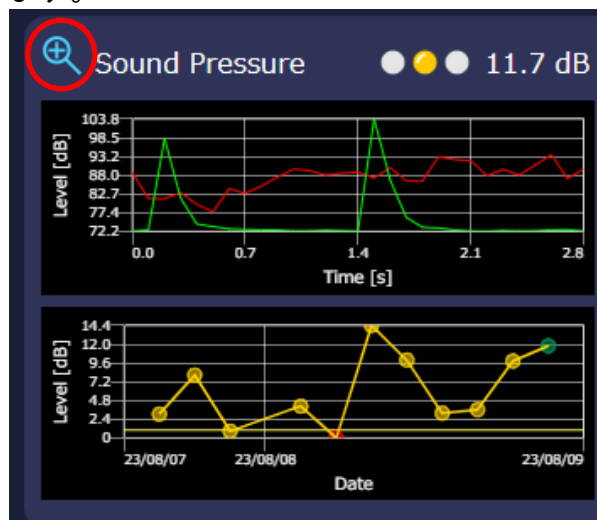 Sound Pressure 11.7 dB
103.8
98.5
93.2
88.0
82.7
77.4
72.2
Level [dB]
0.0 0.7 1.4 2.1 2.8
Time [s]
14.4
12.0
9.6
7.2
4.8
2.4
0
Level [dB]
23/08/07 23/08/08 23/08/09
Date